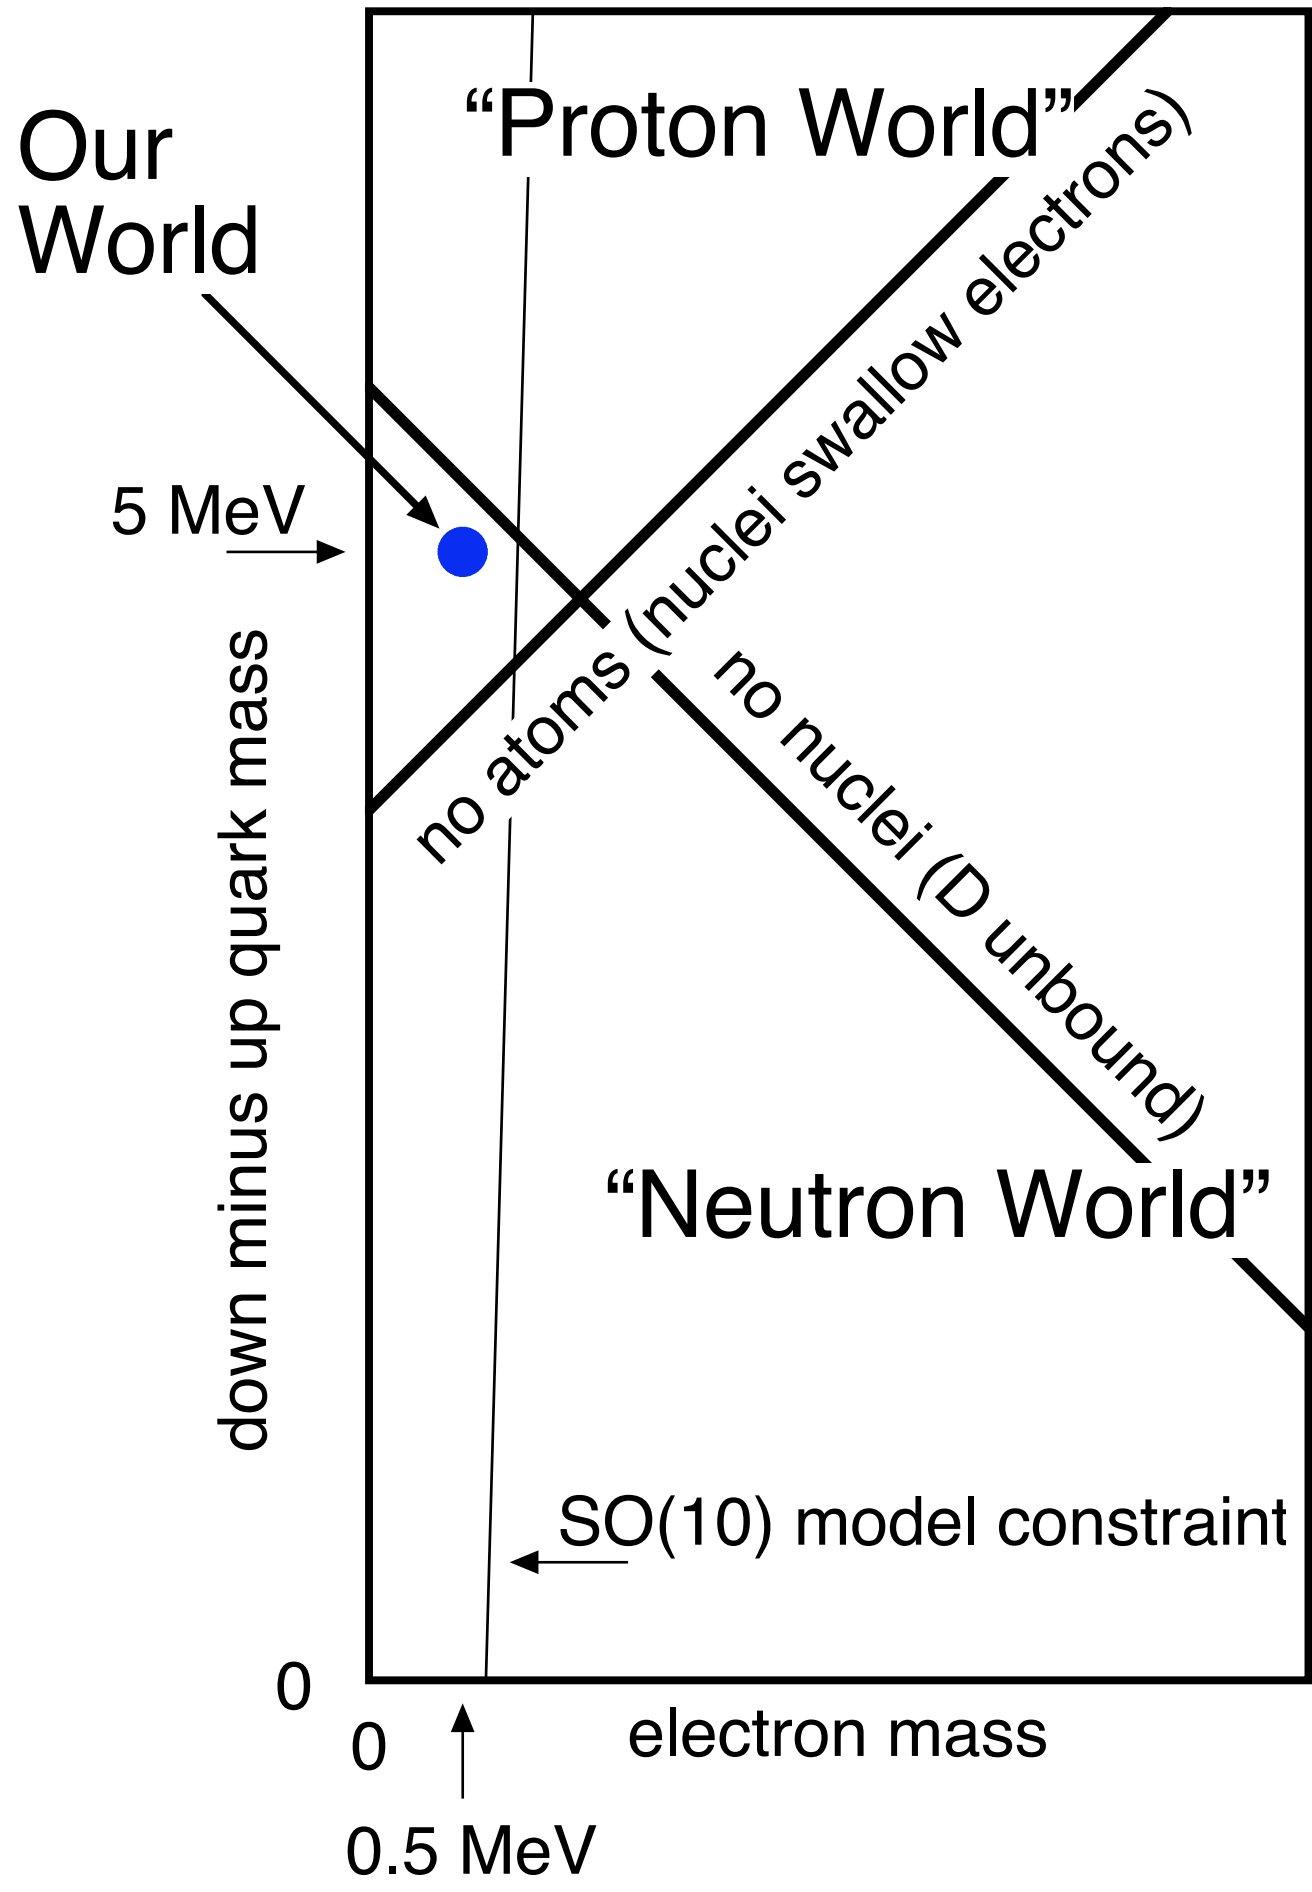 “Proton World”
Our
World
no atoms (nuclei swallow electrons)
5 MeV
no nuclei (D unbound)
down minus up quark mass
“Neutron World”
SO(10) model constraint
0
0
electron mass
0.5 MeV